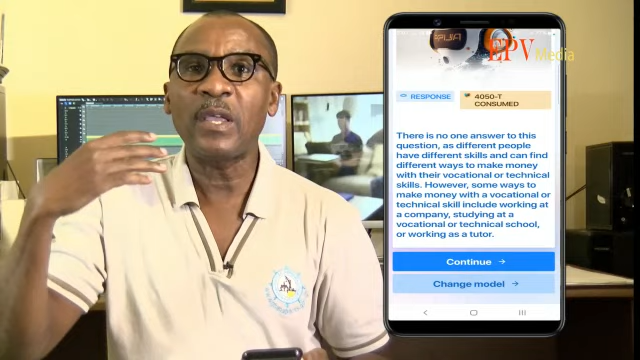 EPV Media
RESPONSE
4050-T
CONSUMED
There is no one answer to this
question, as different people
have different skills and can find
different ways to make money
with their vocational or technical
skills. However, some ways to
make money with a vocational or
technical skill include working at
a company, studying at a
vocational or technical school,
or working as a tutor.
Continue →
Change model →